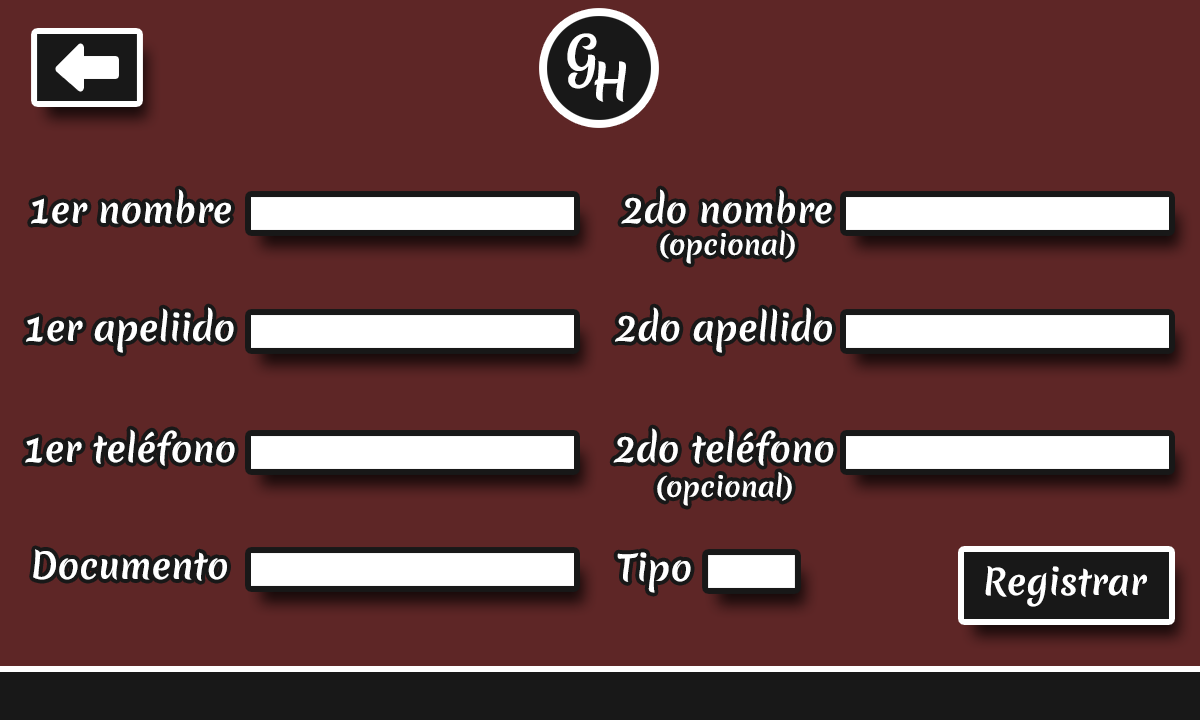 GH
1er nombre
2do nombre
(opcional)
1er apeliido
2do apellido
1er teléfono
2do teléfono
(opcional)
Documento
Tipo
Registrar